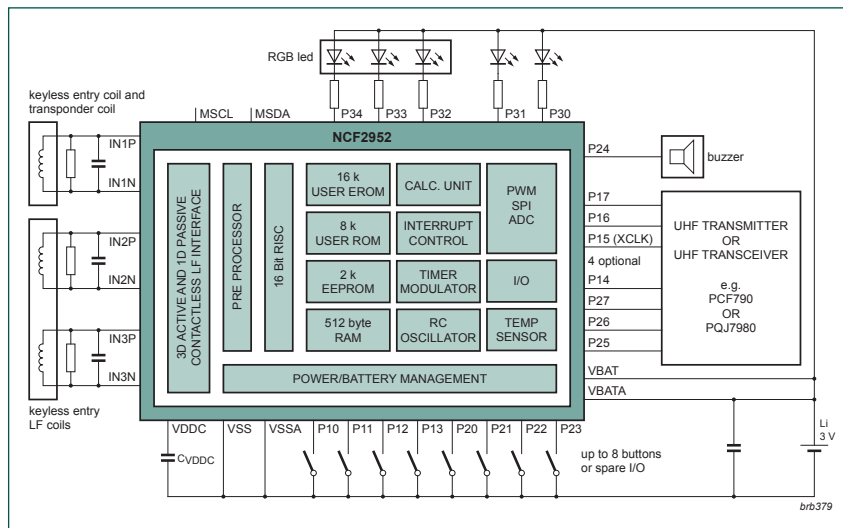 RGB led
keyless entry coil and
transponder coil
MSCL
MSDA
P34
P33
P32
P31
P30
NCF2952
IN1P
IN1N
IN2P
IN2N
IN3P
IN3N
keyless entry
LF coils
3D ACTIVE AND 1D PASSIVE
CONTACTLESS LF INTERFACE
PRE PROCESSOR
16 Bit RISC
16 k
USER EROM
CALC. UNIT
PWM
SPI
ADC
8 k
USER ROM
INTERRUPT
CONTROL
2 k
EEPROM
TIMER
MODULATOR
I/O
512 byte
RAM
RC
OSCILLATOR
TEMP
SENSOR
POWER/BATTERY MANAGEMENT
P24
buzzer
P17
P16
P15 (XCLK)
4 optional
P14
P27
P26
P25
UHF TRANSMITTER
OR
UHF TRANSCEIVER
e.g.
PCF790
OR
PQJ7980
VBAT
VBATA
VDDC
VSS
VSSA
P10
P11
P12
P13
P20
P21
P22
P23
CVDDC
up to 8 buttons
or spare I/O
Li
3 V
brb379